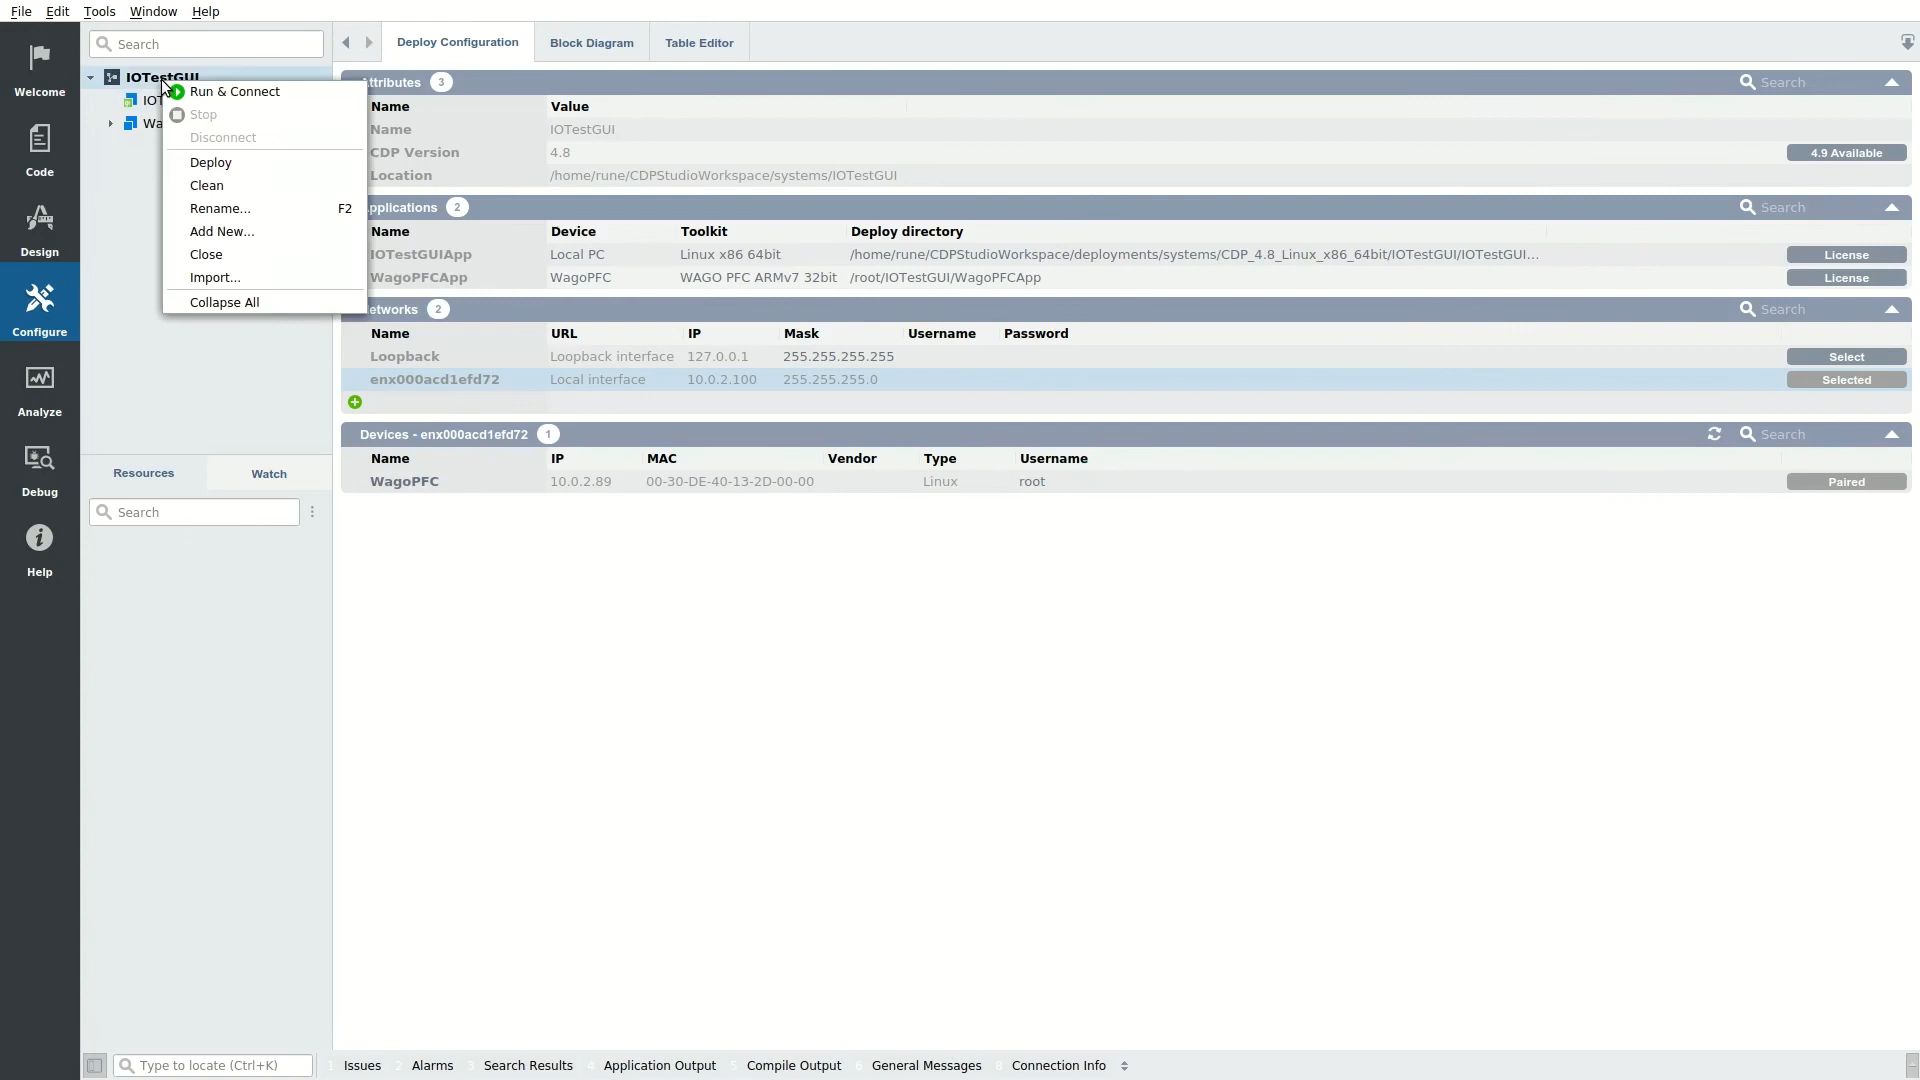 File Edit Tools Window Help
Welcome
Code
Design
Configure
Analyze
Debug
Help
Search
IOTestGUI
Run & Connect
Stop
Disconnect
Deploy
Clean
Rename... F2
Add New...
Close
Import...
Collapse All
Resources Watch
Search
Deploy Configuration Block Diagram Table Editor
3 Search
Name Value
Name IOTestGUI
CDP Version 4.8 4.9 Available
Location /home/rune/CDPStudioWorkspace/systems/IOTestGUI
2 Search
Name Device Toolkit Deploy directory
IOTestGUIApp Local PC Linux x86 64bit /home/rune/CDPStudioWorkspace/deployments/systems/CDP_4.8_Linux_x86_64bit/IOTestGUI/IOTestGUI... License
WagoPFCApp WagoPFC WAGO PFC ARMv7 32bit /root/IOTestGUI/WagoPFCApp License
2 Search
Name URL IP Mask Username Password
Loopback Loopback interface 127.0.0.1 255.255.255.255 Select
enx000acd1efd72 Local interface 10.0.2.100 255.255.255.0 Selected
Devices - enx000acd1efd72 1 Search
Name IP MAC Vendor Type Username
WagoPFC 10.0.2.89 00-30-DE-40-13-2D-00-00 Linux root Paired
Type to locate (Ctrl+K) 1 Issues 2 Alarms 3 Search Results 4 Application Output 5 Compile Output 6 General Messages 8 Connection Info